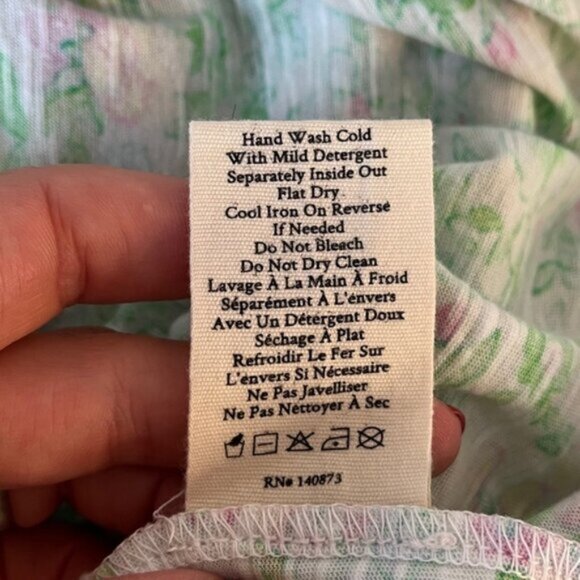 Hand Wash Cold
With Mild Detergent
Separately Inside Out
Flat Dry
Cool Iron On Reverse
If Needed
Do Not Bleach
Do Not Dry Clean
Lavage À La Main À Froid
Séparément À L'envers
Avec Un Détergent Doux
Séchage À Plat
Refroidir Le Fer Sur
L'envers Si Nécessaire
Ne Pas Javelliser
Ne Pas Nettoyer À Sec
RN# 140873